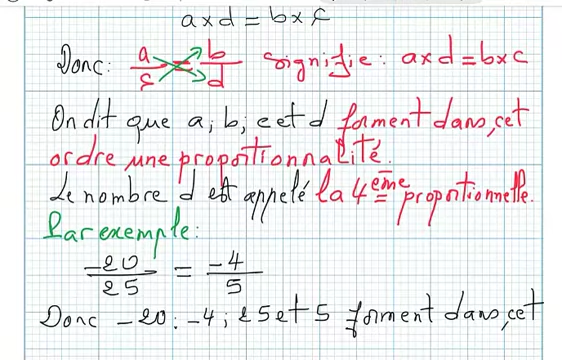 a x d = b x c
Donc: a/c = b/d signifie: a x d = b x c
On dit que a; b; c et d forment dans, cet
ordre une proportionnalité.
Le nombre d est appelé la 4ème proportionnelle.
Par exemple:
-20/25 = -4/5
Donc -20; -4; 25 et 5 forment dans, cet